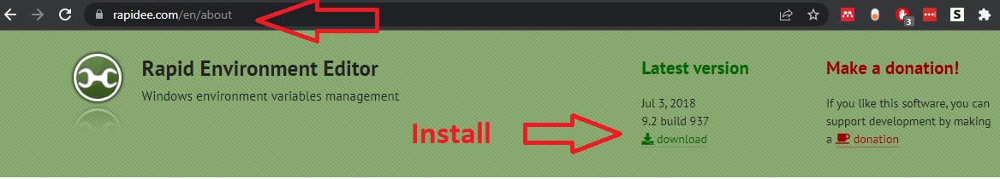 rapidee.com/en/about
3
S
Rapid Environment Editor
Windows environment variables management
Install
Latest version
Jul 3, 2018
9.2 build 937
download
Make a donation!
If you like this software, you can
support development by making
a donation